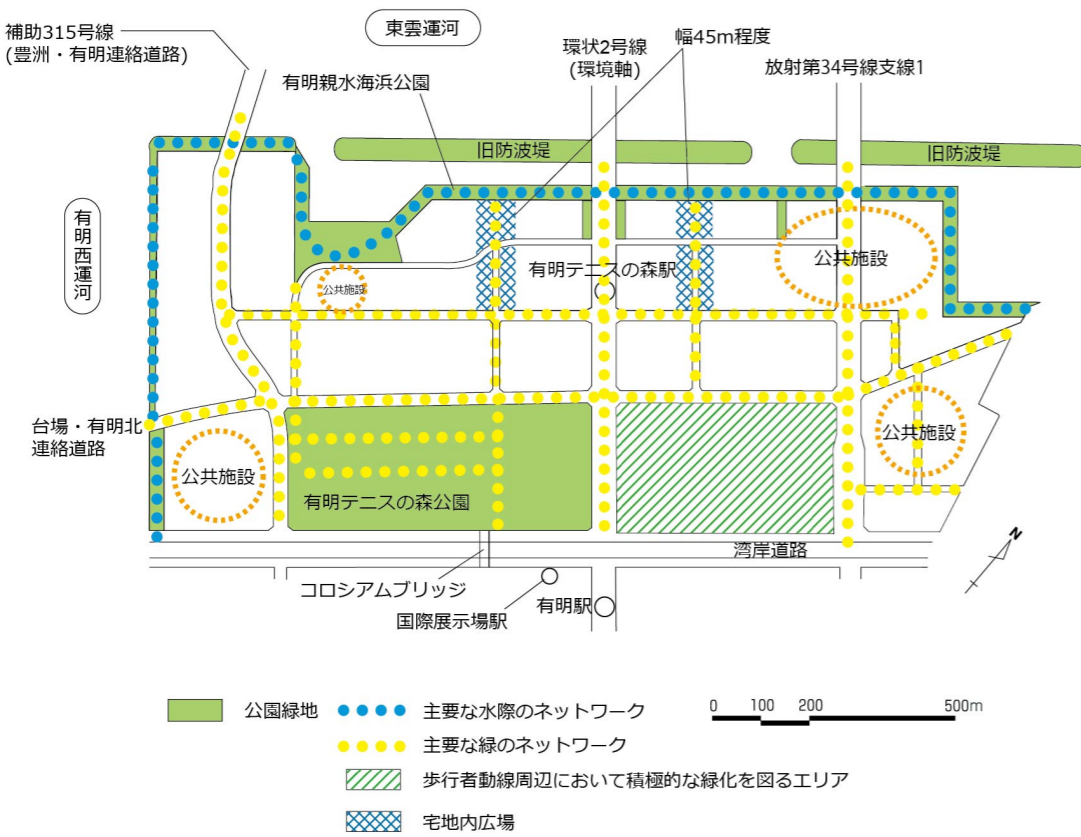 補助315号線
(豊洲・有明連絡道路)
東雲運河
環状2号線
(環境軸)
幅45m程度
放射第34号線支線1
有明親水海浜公園
旧防波堤
旧防波堤
有明西運河
公共施設
有明テニスの森駅
公共施設
台場・有明北
連絡道路
公共施設
公共施設
有明テニスの森公園
湾岸道路
コロシアムブリッジ
国際展示場駅
有明駅
N
公園緑地
主要な水際のネットワーク
主要な緑のネットワーク
歩行者動線周辺において積極的な緑化を図るエリア
宅地内広場
0 100 200 500m